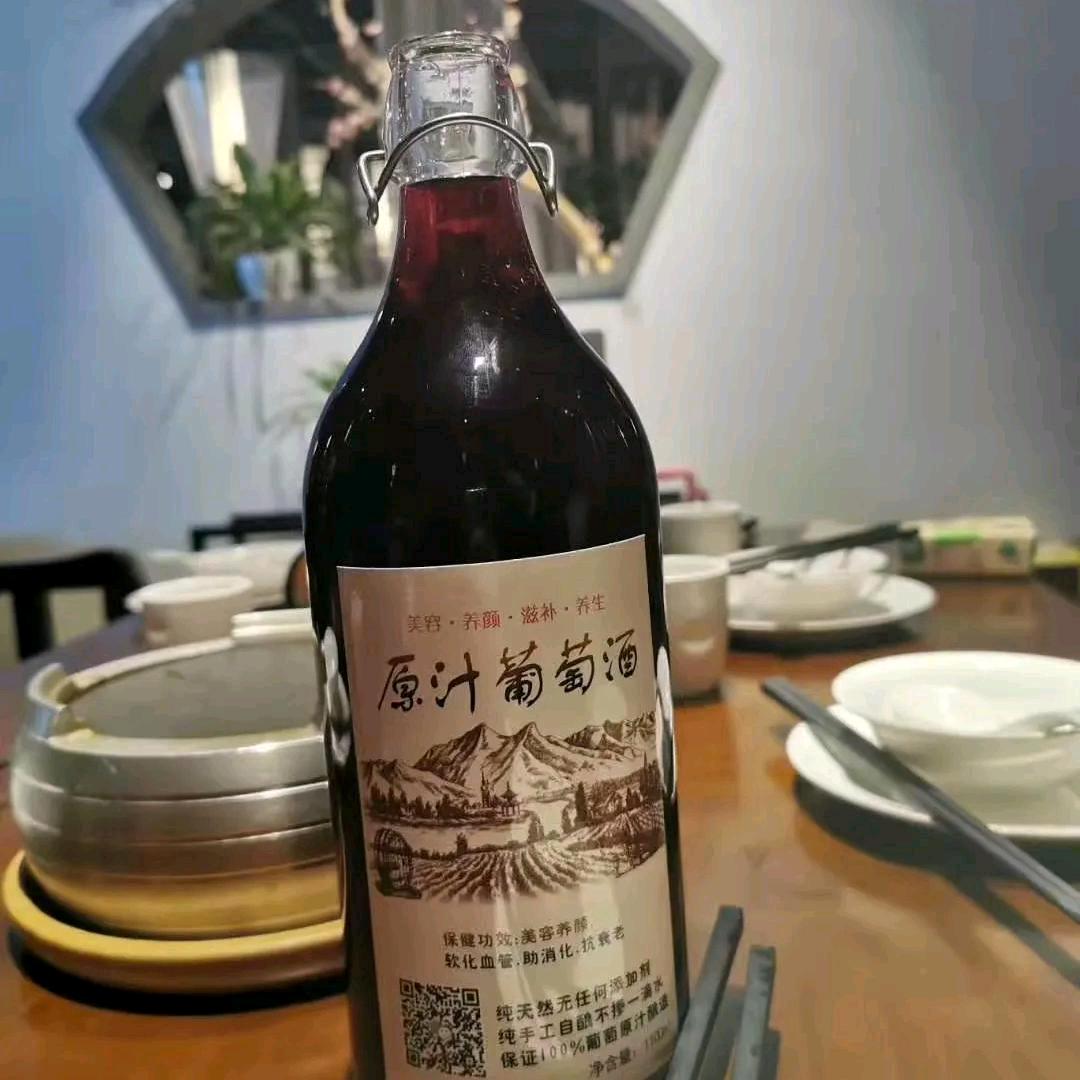 美容·养颜·滋补·养生
原汁葡萄酒
保健功效:美容养颜
软化血管.助消化.抗衰老
纯天然无任何添加剂
纯手工自酿不掺一滴水
保证100%葡萄原汁酿造
净含量: